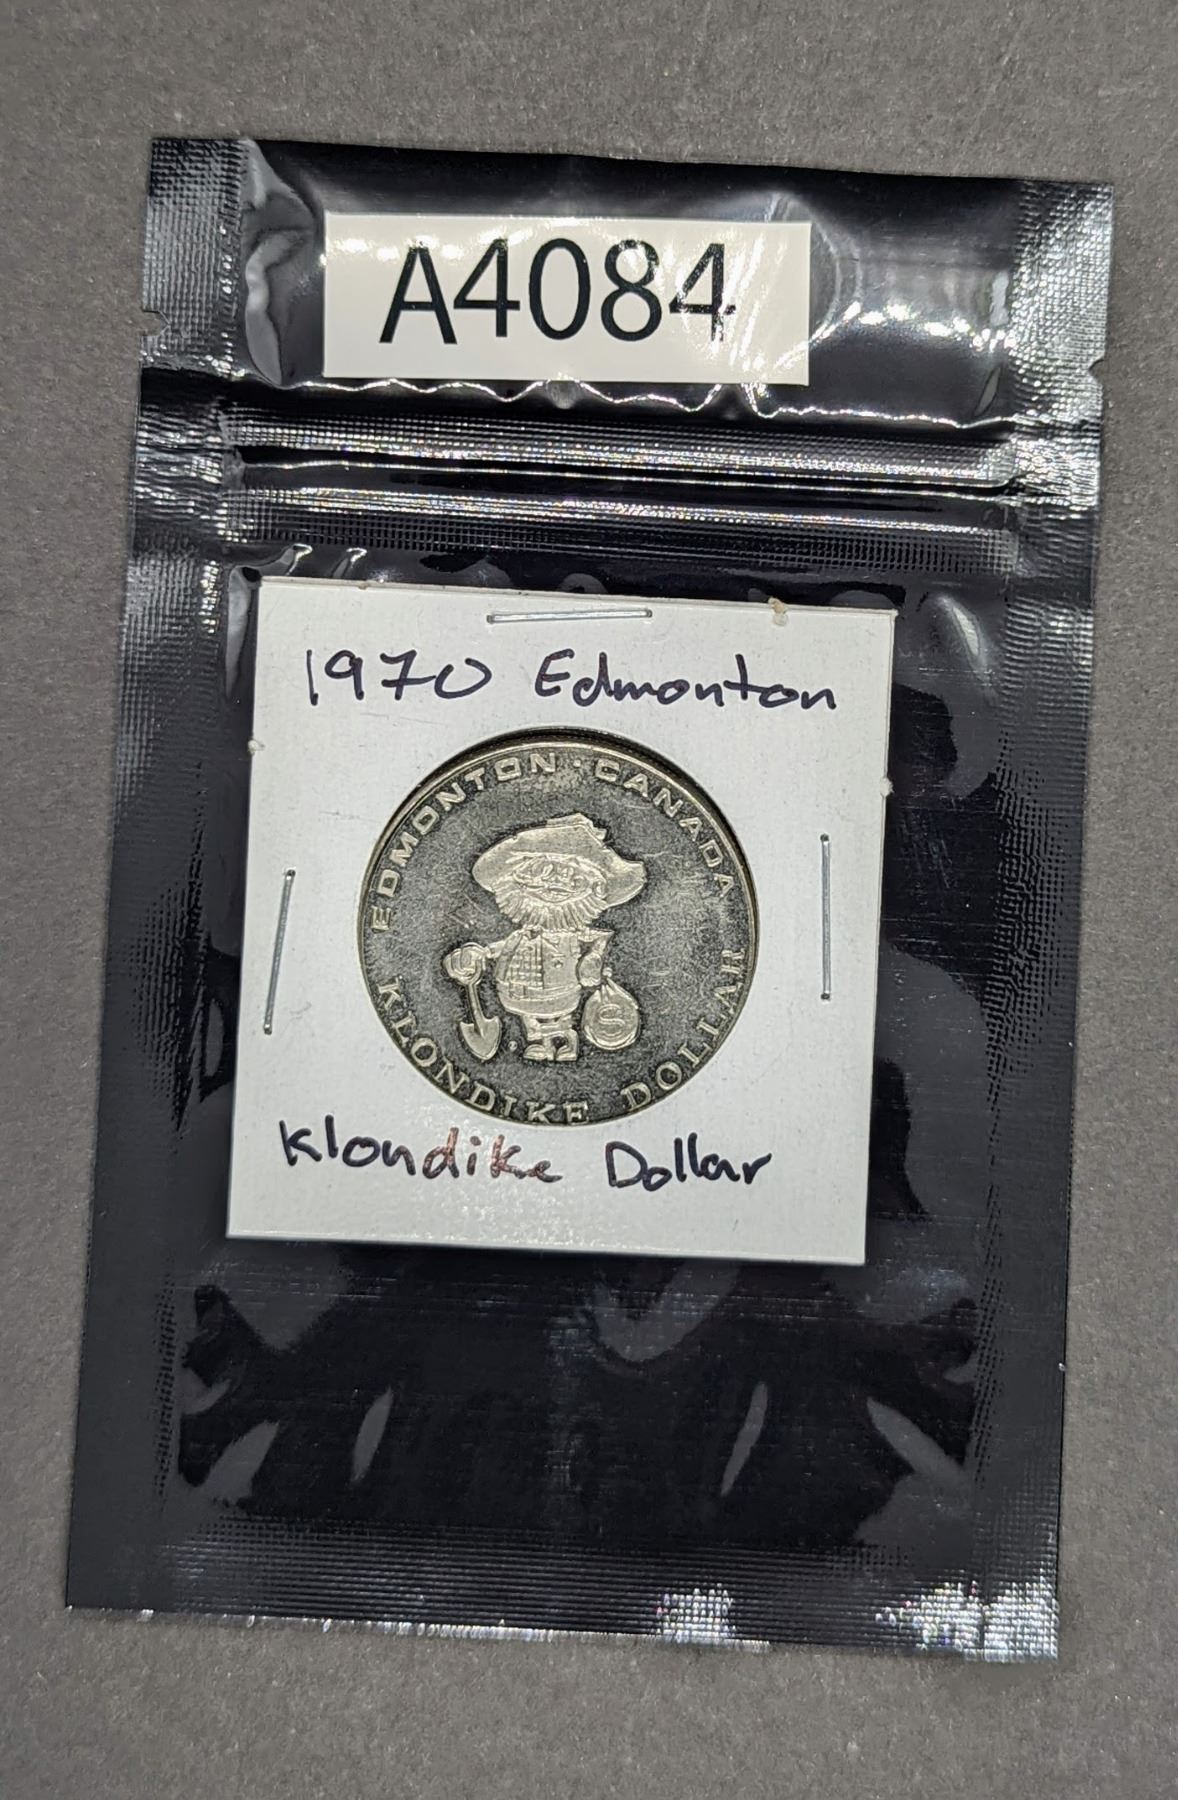 A4084
1970 Edmonton
EDMONTON · CANADA
$
KLONDIKE DOLLAR
Klondike Dollar